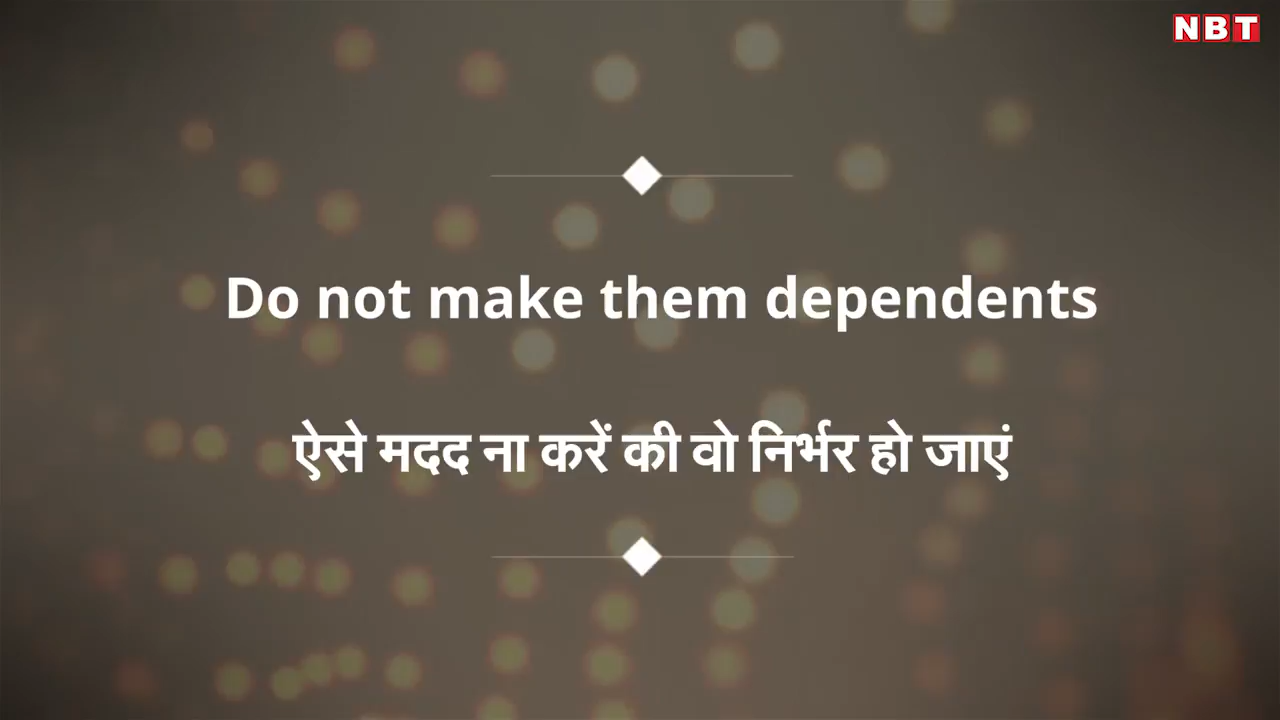 NBT
Do not make them dependents
ऐसे मदद ना करें की वो निर्भर हो जाएं